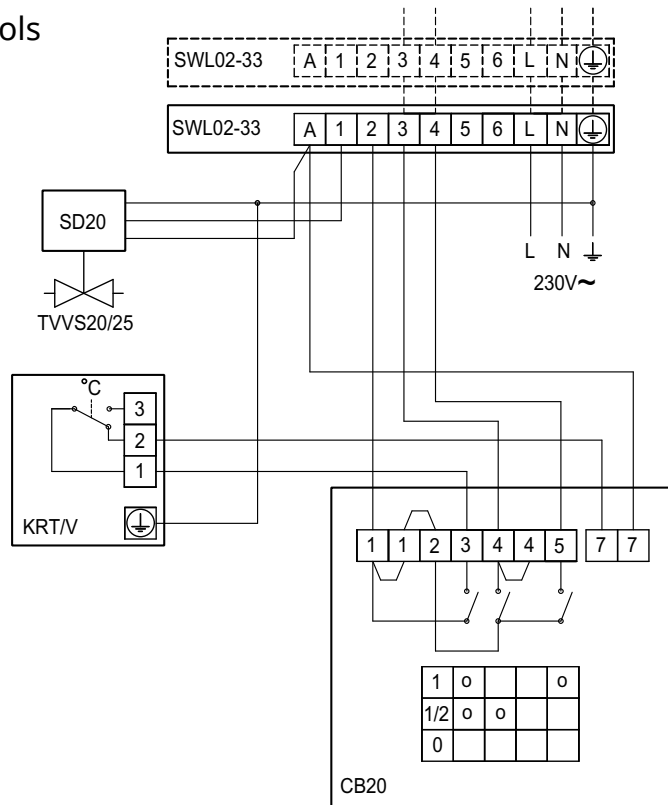 ols
SWL02-33 A 1 2 3 4 5 6 L N
SWL02-33 A 1 2 3 4 5 6 L N
SD20
L N
230V~
TVVS20/25
°C
3
2
1
KRT/V
1 1 2 3 4 4 5 7 7
1 o o
1/2 o o
0
CB20